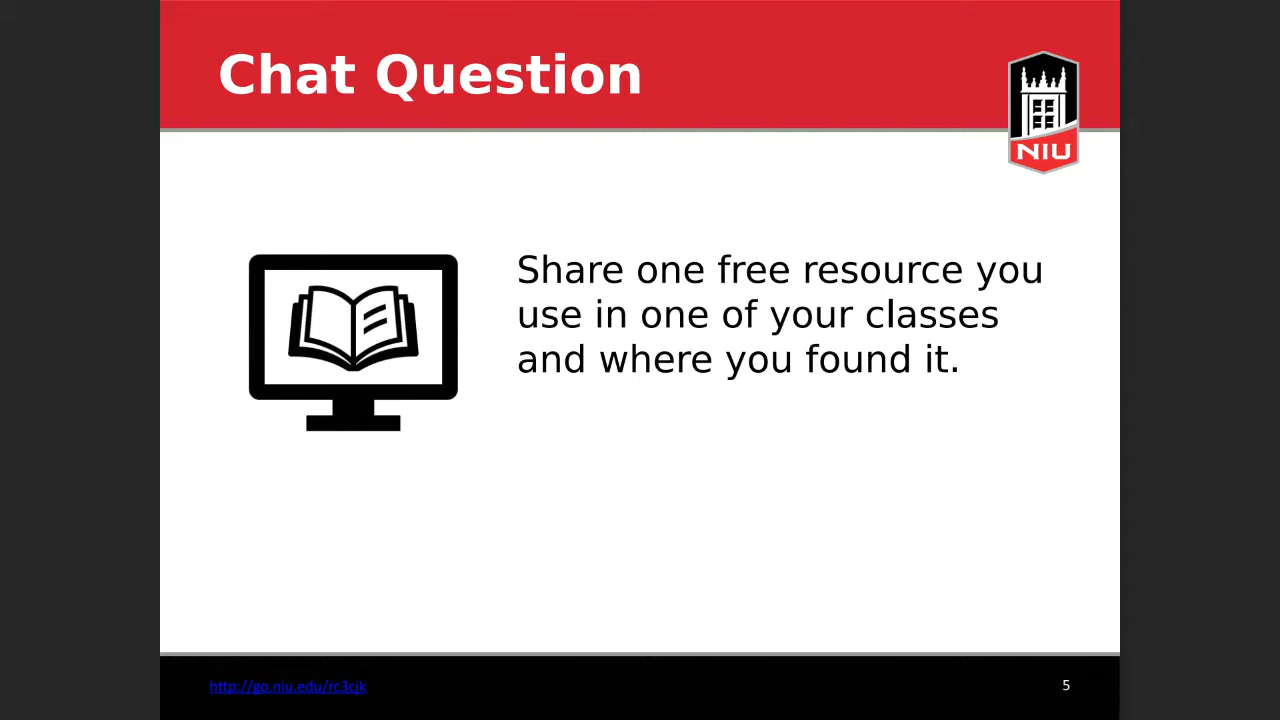 Chat Question
NIU
Share one free resource you
use in one of your classes
and where you found it.
http://go.niu.edu/rc3cjk
5